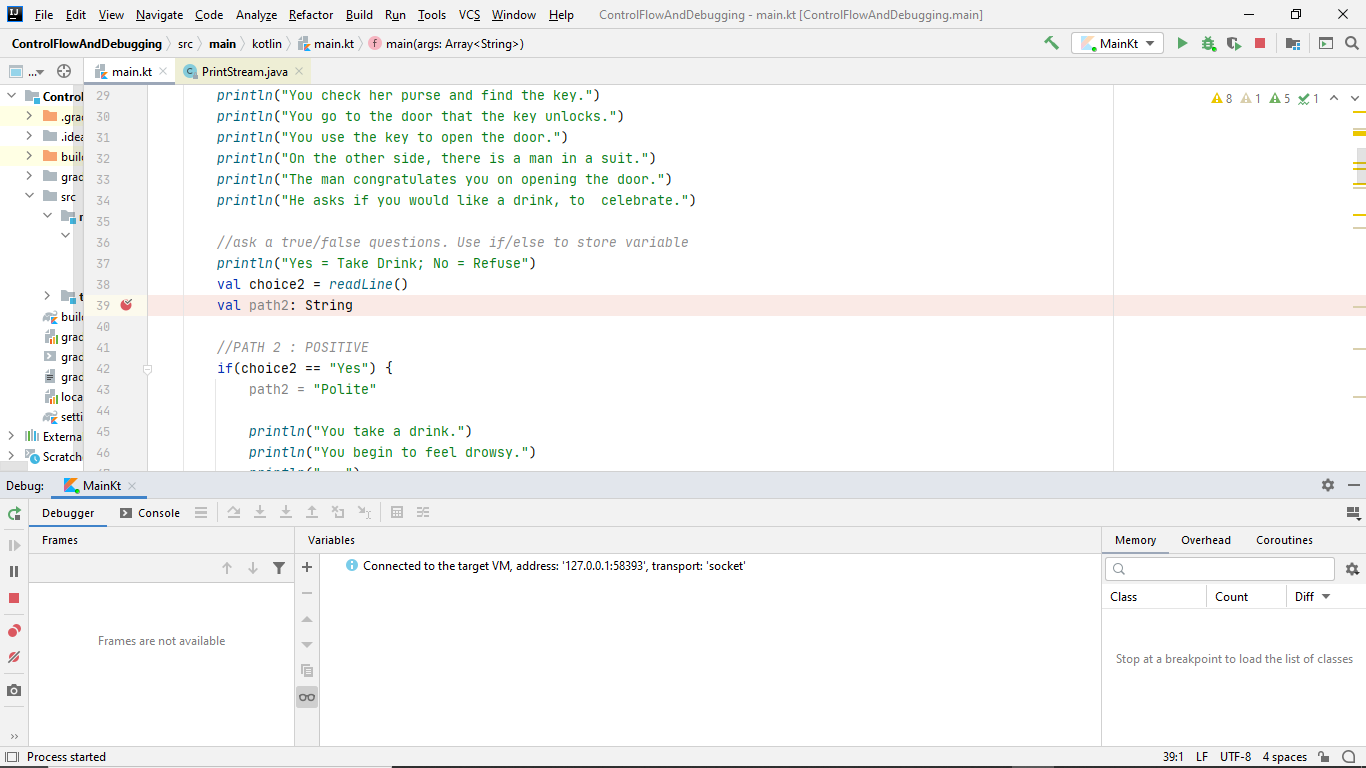 File Edit View Navigate Code Analyze Refactor Build Run Tools VCS Window Help ControlFlowAndDebugging - main.kt [ControlFlowAndDebugging.main]
ControlFlowAndDebugging src main kotlin main.kt main(args: Array<String>) MainKt
... main.kt PrintStream.java
Control
.gra
.idea
build
grad
src
build
grad
grad
grad
loca
setti
Externa
Scratch
8 1 5 1
29 println("You check her purse and find the key.")
30 println("You go to the door that the key unlocks.")
31 println("You use the key to open the door.")
32 println("On the other side, there is a man in a suit.")
33 println("The man congratulates you on opening the door.")
34 println("He asks if you would like a drink, to  celebrate.")
35
36 //ask a true/false questions. Use if/else to store variable
37 println("Yes = Take Drink; No = Refuse")
38 val choice2 = readLine()
39 val path2: String
40
41 //PATH 2 : POSITIVE
42 if(choice2 == "Yes") {
43 path2 = "Polite"
44
45 println("You take a drink.")
46 println("You begin to feel drowsy.")
Debug: MainKt
Debugger Console
Frames Variables Memory Overhead Coroutines
Connected to the target VM, address: '127.0.0.1:58393', transport: 'socket'
Class Count Diff
Frames are not available
Stop at a breakpoint to load the list of classes
Process started 39:1 LF UTF-8 4 spaces